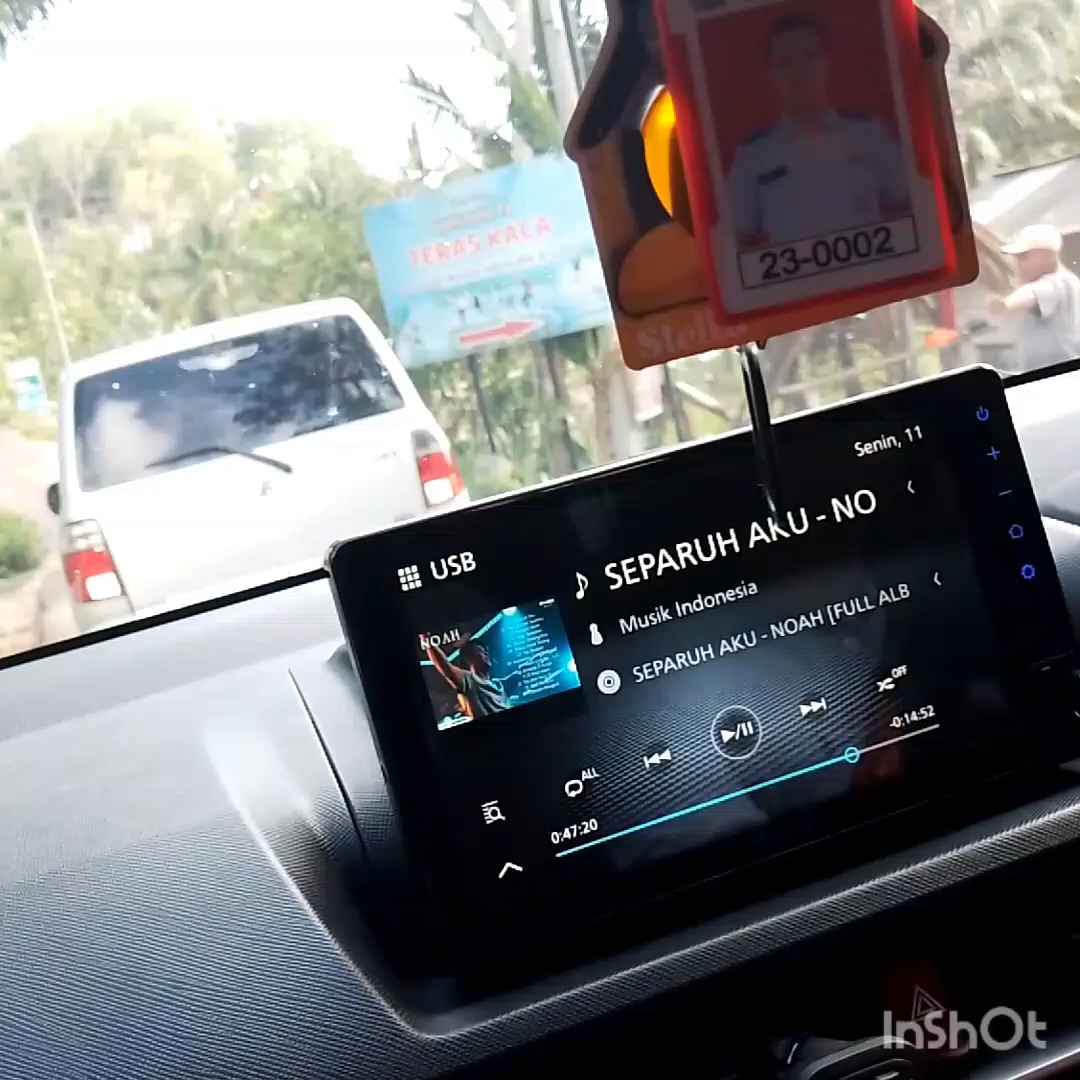 TERAS KACA
23-0002
Stella
Senin, 11
USB
SEPARUH AKU - NO
Musik Indonesia
SEPARUH AKU - NOAH [FULL ALB
NOAH
OFF
ALL
0:47:20
-0:14:52
InShOt